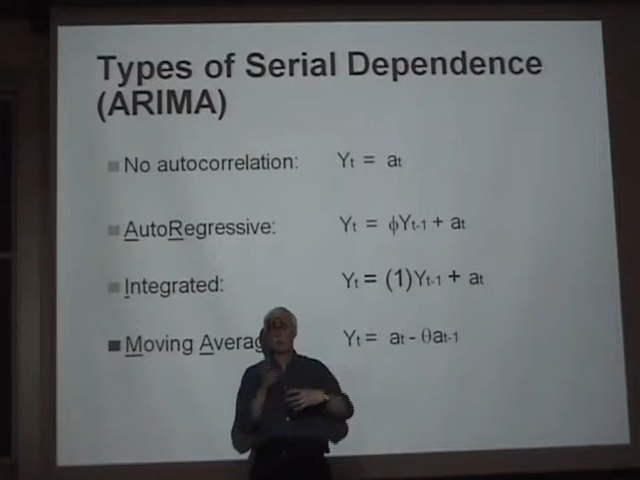 Types of Serial Dependence
(ARIMA)
No autocorrelation: Yt = at
AutoRegressive: Yt = ϕYt-1 + at
Integrated: Yt = (1)Yt-1 + at
Moving Averag Yt = at - θat-1